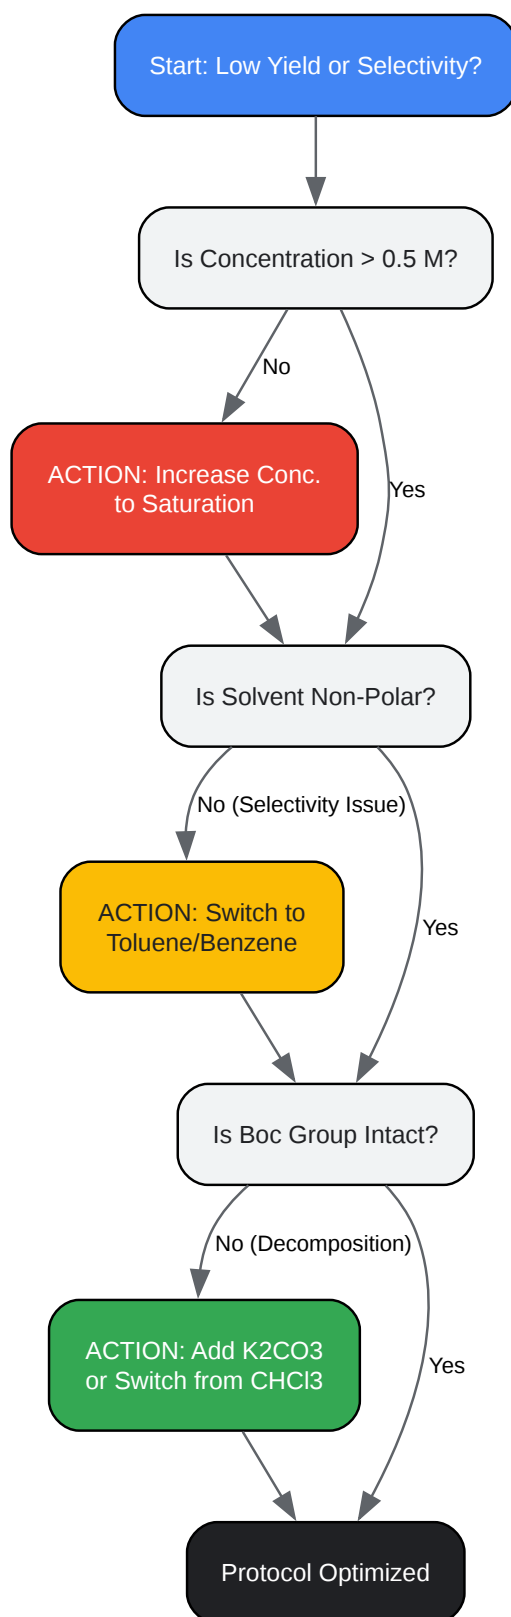 Start: Low Yield or Selectivity?
Is Concentration > 0.5 M?
No
ACTION: Increase Conc.
to Saturation
Yes
Is Solvent Non-Polar?
No (Selectivity Issue)
ACTION: Switch to
Toluene/Benzene
Yes
Is Boc Group Intact?
No (Decomposition)
ACTION: Add K2CO3
or Switch from CHCl3
Yes
Protocol Optimized